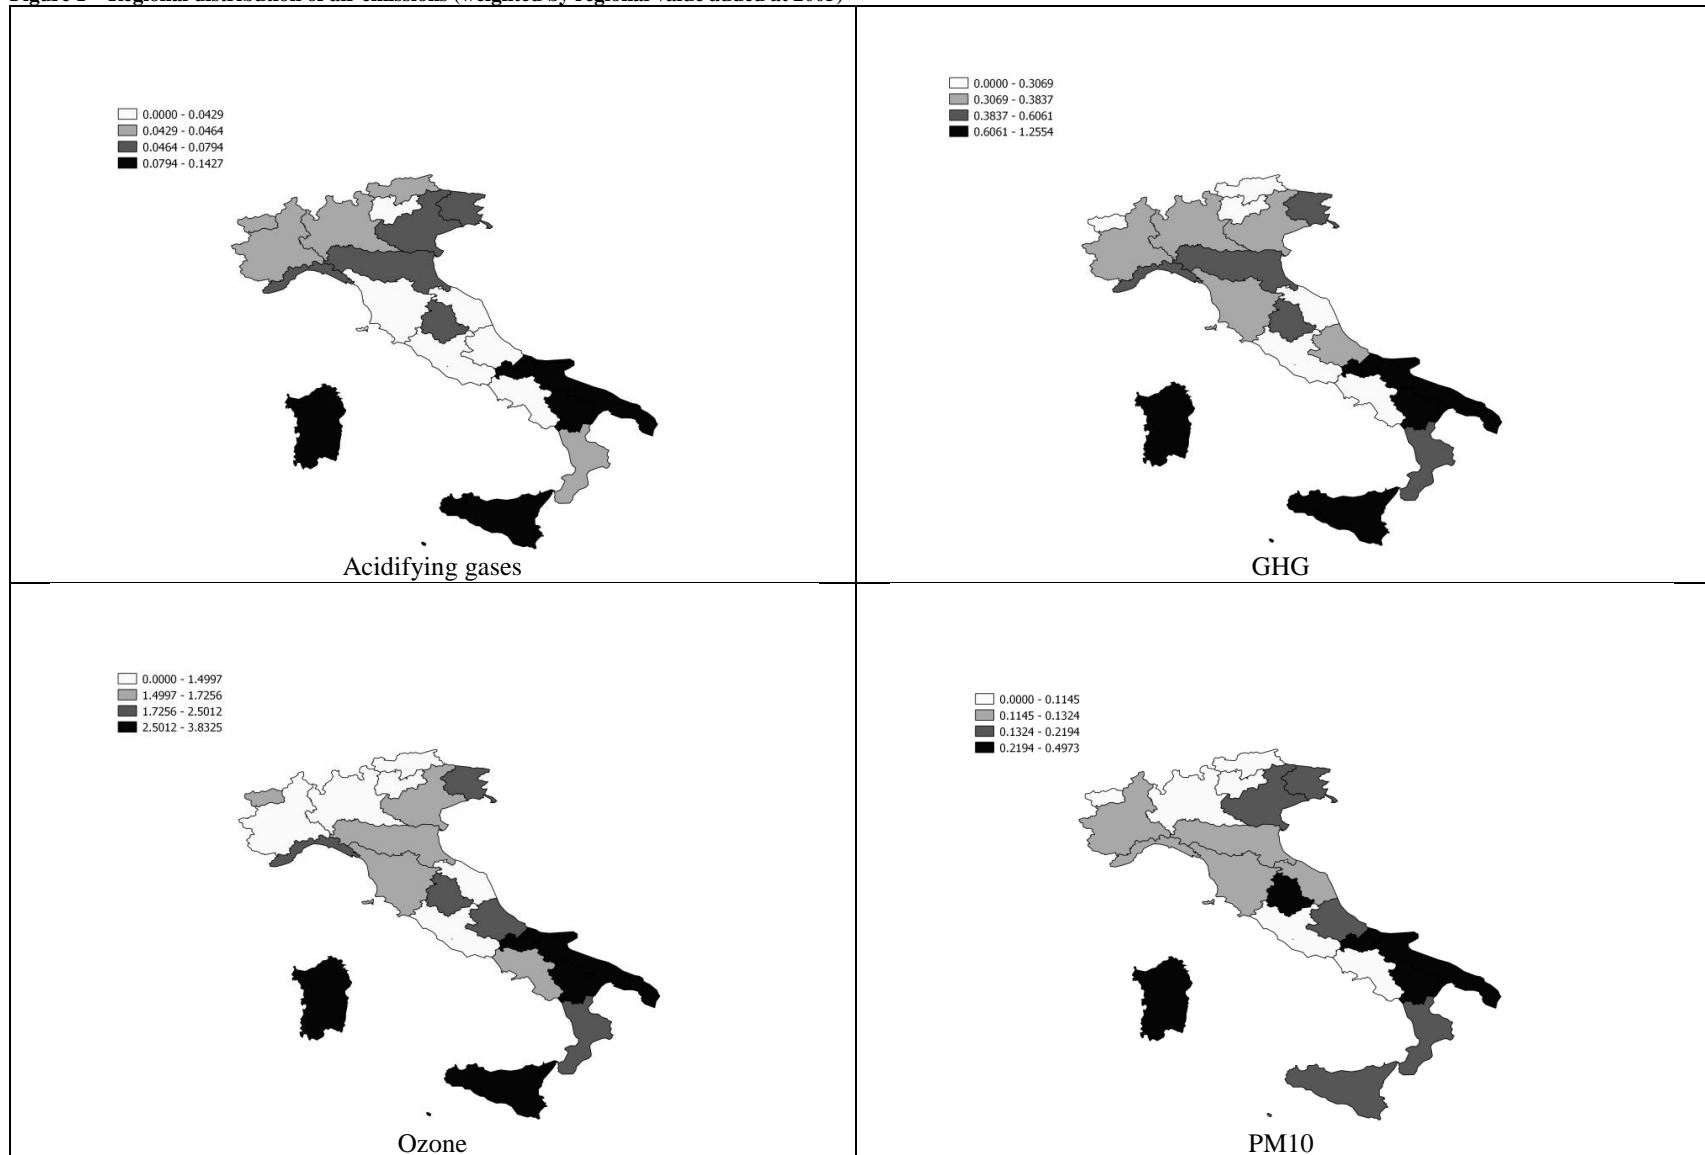 0.0000 - 0.0429
0.0429 - 0.0464
0.0464 - 0.0794
0.0794 - 0.1427
Acidifying gases
0.0000 - 0.3069
0.3069 - 0.3837
0.3837 - 0.6061
0.6061 - 1.2554
GHG
0.0000 - 1.4997
1.4997 - 1.7256
1.7256 - 2.5012
2.5012 - 3.8325
Ozone
0.0000 - 0.1145
0.1145 - 0.1324
0.1324 - 0.2194
0.2194 - 0.4973
PM10